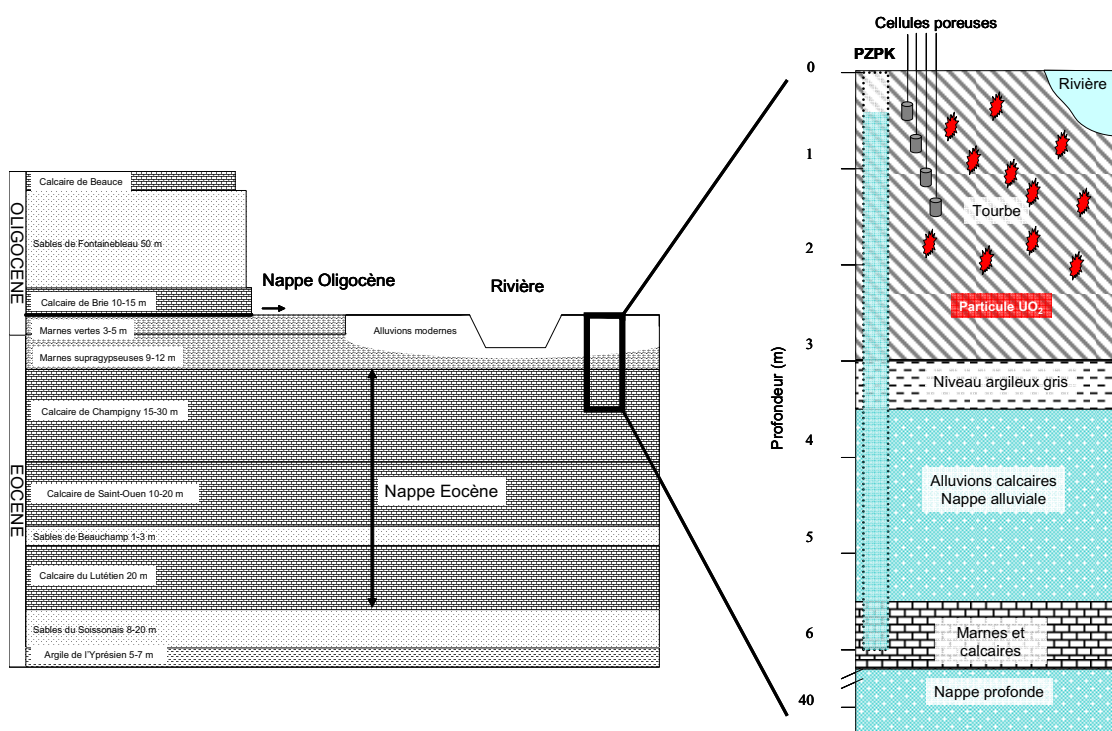 OLIGOCENE
Calcaire de Beauce
Sables de Fontainebleau 50 m
Calcaire de Brie 10-15 m
Nappe Oligocène
Rivière
EOCENE
Marnes vertes 3-5 m
Alluvions modernes
Marnes supragypseuses 9-12 m
Calcaire de Champigny 15-30 m
Calcaire de Saint-Ouen 10-20 m
Nappe Eocène
Sables de Beauchamp 1-3 m
Calcaire du Lutétien 20 m
Sables du Soissonais 8-20 m
Argile de l'Yprésien 5-7 m
Cellules poreuses
PZPK
Profondeur (m)
0
1
2
3
4
5
6
40
Rivière
Tourbe
Particule UO₂
Niveau argileux gris
Alluvions calcaires
Nappe alluviale
Marnes et
calcaires
Nappe profonde